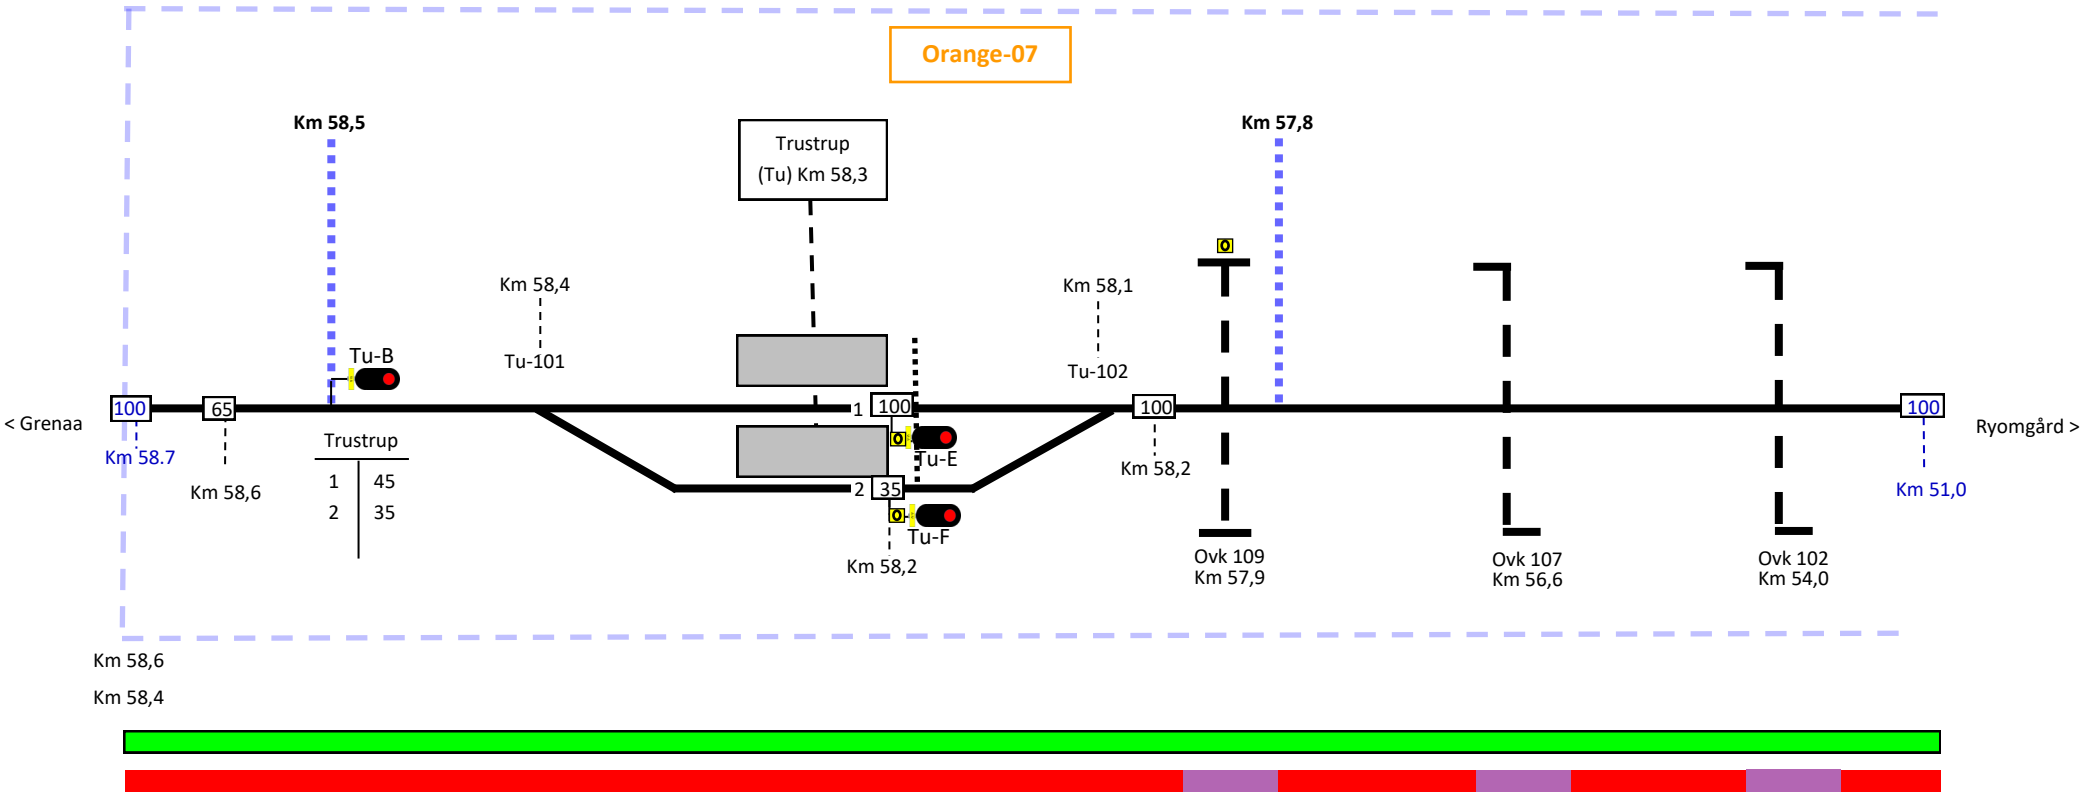 Orange-07
Km 58,5
Km 57,8
Trustrup
(Tu) Km 58,3
O
Km 58,4
Km 58,1
Tu-B
Tu-101
Tu-102
100
65
1
100
100
100
< Grenaa
Ryomgård >
Km 58.7
Trustrup
O
Tu-E
Km 58,6
1 45
2 35
Km 58,2
2
35
Km 51,0
O
Tu-F
Km 58,2
Ovk 109
Km 57,9
Ovk 107
Km 56,6
Ovk 102
Km 54,0
Km 58,6
Km 58,4